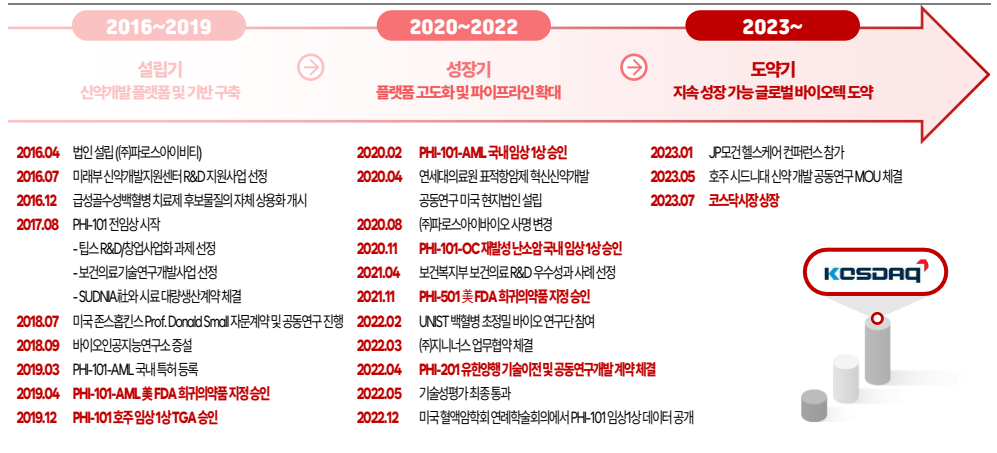 2016~2019
설립기
신약개발 플랫폼 및 기반 구축
2020~2022
성장기
플랫폼 고도화 및 파이프라인 확대
2023~
도약기
지속 성장 가능 글로벌 바이오텍 도약
2016.04 법인 설립 (㈜파로스아이비티)
2016.07 미래부 신약개발지원센터 R&D 지원사업 선정
2016.12 급성골수성백혈병 치료제 후보물질의 자체 상용화 개시
2017.08 PHI-101 전임상 시작
- 팁스 R&D/창업사업화 과제 선정
- 보건의료기술연구개발사업 선정
- SUDNIA社와 시료 대량생산계약 체결
2018.07 미국 존스홉킨스 Prof. Donald Small 자문계약 및 공동연구 진행
2018.09 바이오인공지능연구소 증설
2019.03 PHI-101-AML 국내 특허 등록
2019.04 PHI-101-AML 美 FDA 희귀의약품 지정 승인
2019.12 PHI-101 호주 임상 1상 TGA 승인
2020.02 PHI-101-AML 국내 임상 1상 승인
2020.04 연세대의료원 표적항암제 혁신신약개발
공동연구 미국 현지법인 설립
2020.08 ㈜파로스아이바이오 사명 변경
2020.11 PHI-101-OC 재발성 난소암 국내 임상 1상 승인
2021.04 보건복지부 보건의료 R&D 우수성과 사례 선정
2021.11 PHI-501 美 FDA 희귀의약품 지정 승인
2022.02 UNIST 백혈병 초정밀 바이오 연구단 참여
2022.03 ㈜지니너스 업무협약 체결
2022.04 PHI-201 유한양행 기술이전 및 공동연구개발 계약 체결
2022.05 기술성평가 최종 통과
2022.12 미국 혈액암학회 연례학술회의에서 PHI-101 임상1상 데이터 공개
2023.01 JP모건 헬스케어 컨퍼런스 참가
2023.05 호주 시드니대 신약 개발 공동연구 MOU 체결
2023.07 코스닥시장 상장
KOSDAQ